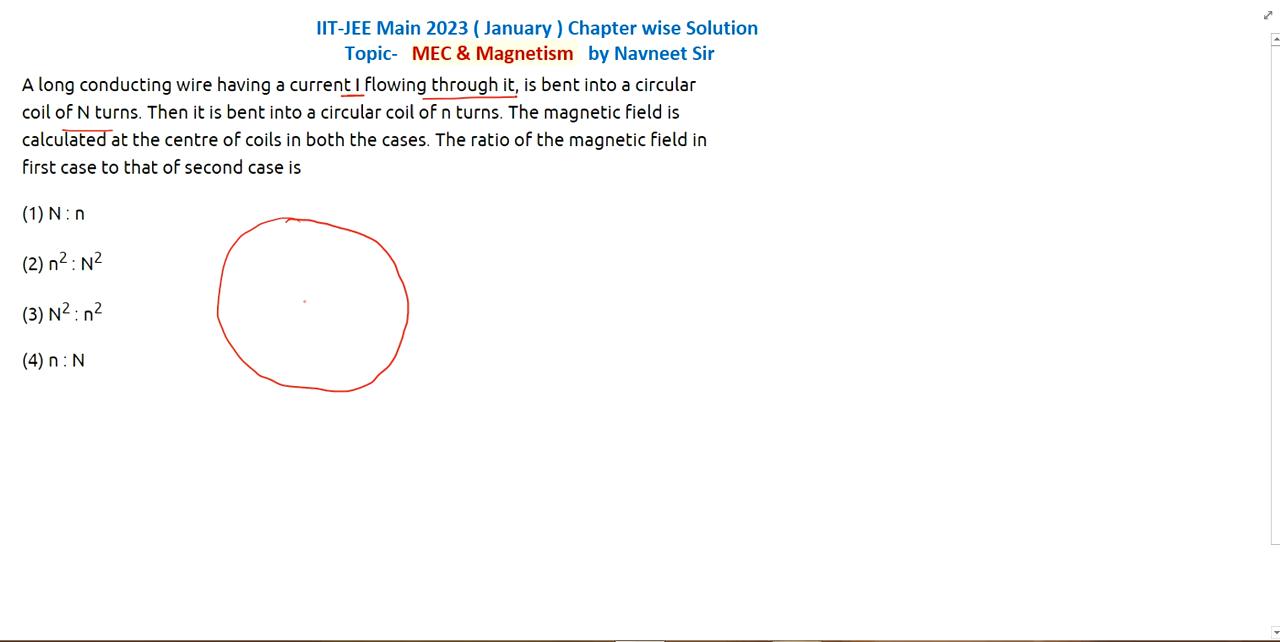 IIT-JEE Main 2023 ( January ) Chapter wise Solution
Topic- MEC & Magnetism by Navneet Sir
A long conducting wire having a current I flowing through it, is bent into a circular
coil of N turns. Then it is bent into a circular coil of n turns. The magnetic field is
calculated at the centre of coils in both the cases. The ratio of the magnetic field in
first case to that of second case is
(1) N : n
(2) n² : N²
(3) N² : n²
(4) n : N